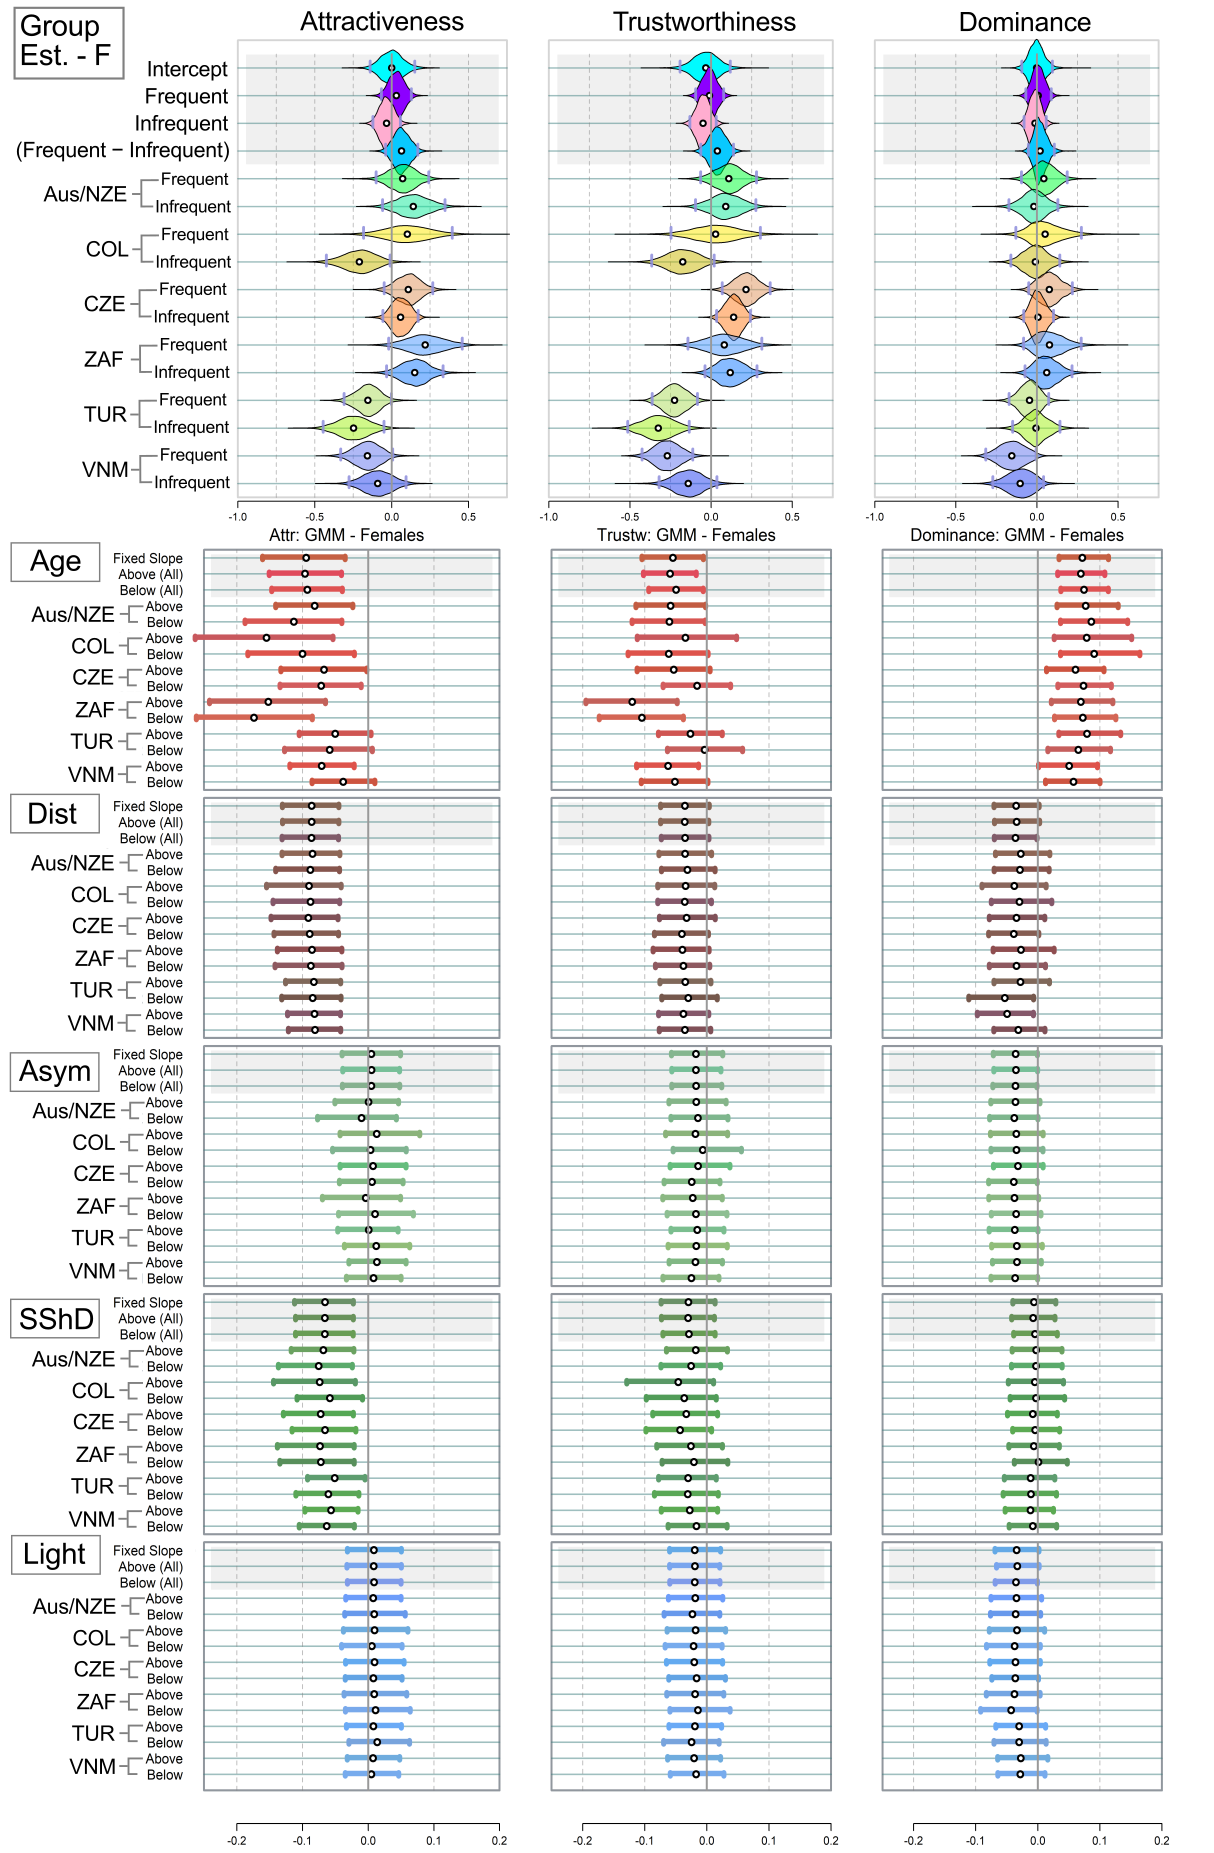 Group
Est. - F
Attractiveness
Trustworthiness
Dominance
Intercept
Frequent
Infrequent
(Frequent − Infrequent)
Aus/NZE
Frequent
Infrequent
COL
Frequent
Infrequent
CZE
Frequent
Infrequent
ZAF
Frequent
Infrequent
TUR
Frequent
Infrequent
VNM
Frequent
Infrequent
-1.0 -0.5 0.0 0.5
-1.0 -0.5 0.0 0.5
-1.0 -0.5 0.0 0.5
Attr: GMM - Females
Trustw: GMM - Females
Dominance: GMM - Females
Age
Fixed Slope
Above (All)
Below (All)
Aus/NZE
Above
Below
COL
Above
Below
CZE
Above
Below
ZAF
Above
Below
TUR
Above
Below
VNM
Above
Below
Dist
Fixed Slope
Above (All)
Below (All)
Aus/NZE
Above
Below
COL
Above
Below
CZE
Above
Below
ZAF
Above
Below
TUR
Above
Below
VNM
Above
Below
Asym
Fixed Slope
Above (All)
Below (All)
Aus/NZE
Above
Below
COL
Above
Below
CZE
Above
Below
ZAF
Above
Below
TUR
Above
Below
VNM
Above
Below
SShD
Fixed Slope
Above (All)
Below (All)
Aus/NZE
Above
Below
COL
Above
Below
CZE
Above
Below
ZAF
Above
Below
TUR
Above
Below
VNM
Above
Below
Light
Fixed Slope
Above (All)
Below (All)
Aus/NZE
Above
Below
COL
Above
Below
CZE
Above
Below
ZAF
Above
Below
TUR
Above
Below
VNM
Above
Below
-0.2 -0.1 0.0 0.1 0.2
-0.2 -0.1 0.0 0.1 0.2
-0.2 -0.1 0.0 0.1 0.2